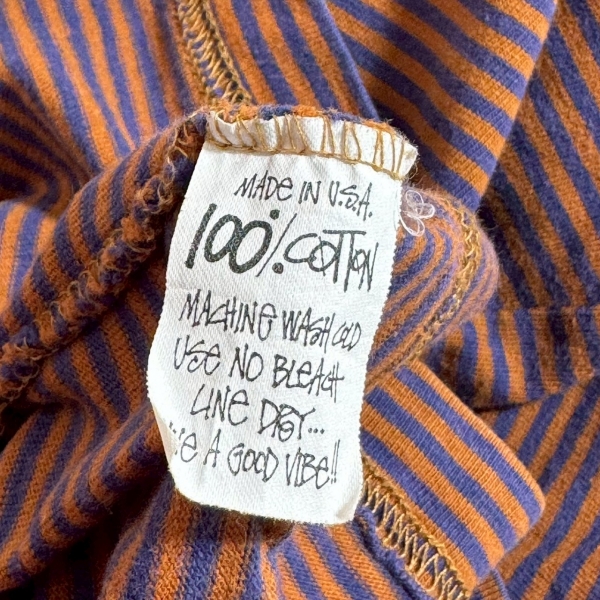 MADE IN U.S.A.
100%. COTTON
MACHINE WASH COLD
USE NO BLEACH
LINE DRY...
A GOOD VIBE!!